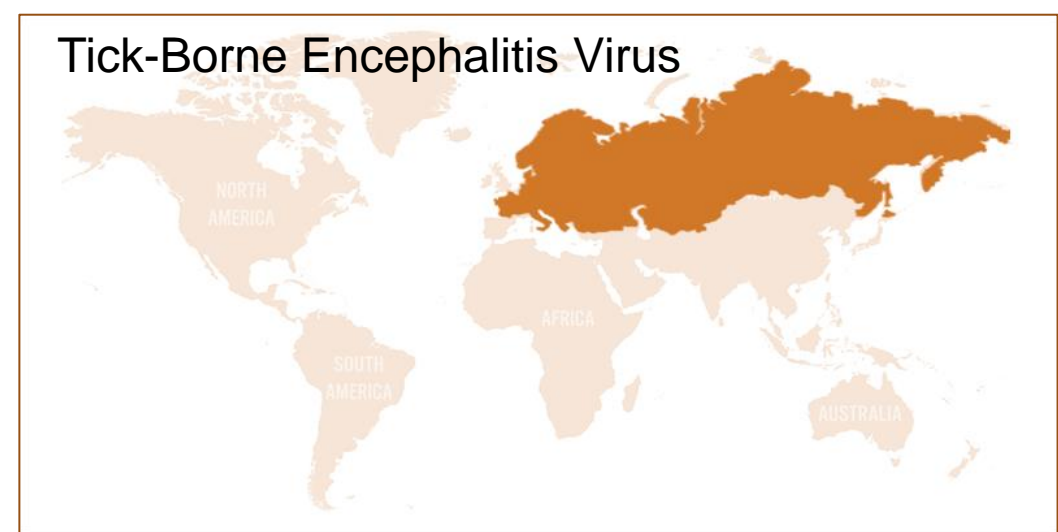 Tick-Borne Encephalitis Virus
NORTH
AMERICA
AFRICA
SOUTH
AMERICA
AUSTRALIA